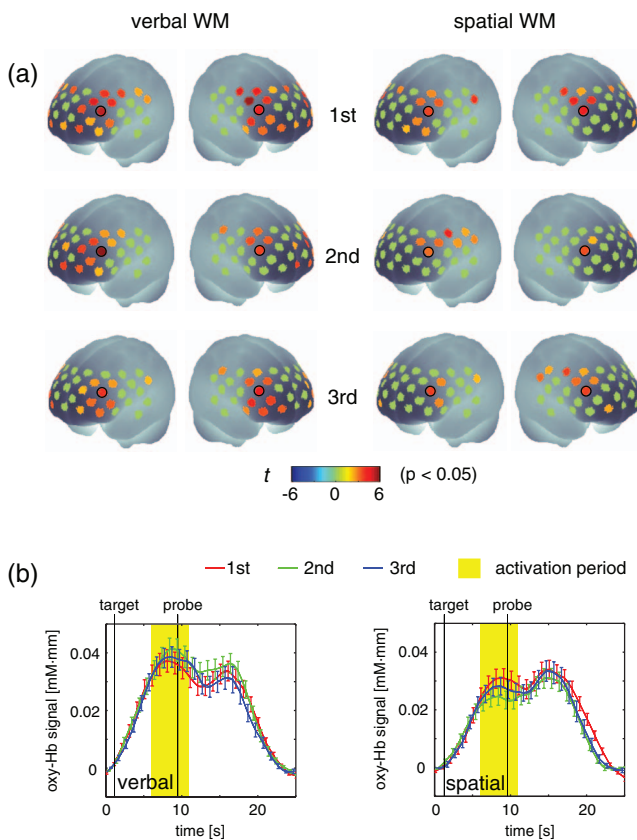 verbal WM spatial WM
(a)
1st
2nd
3rd
t -6 0 6 (p < 0.05)
(b)
1st 2nd 3rd activation period
target probe
oxy-Hb signal [mM·mm]
0.04
0.02
0
verbal
0 10 20
time [s]
target probe
oxy-Hb signal [mM·mm]
0.04
0.02
0
spatial
0 10 20
time [s]